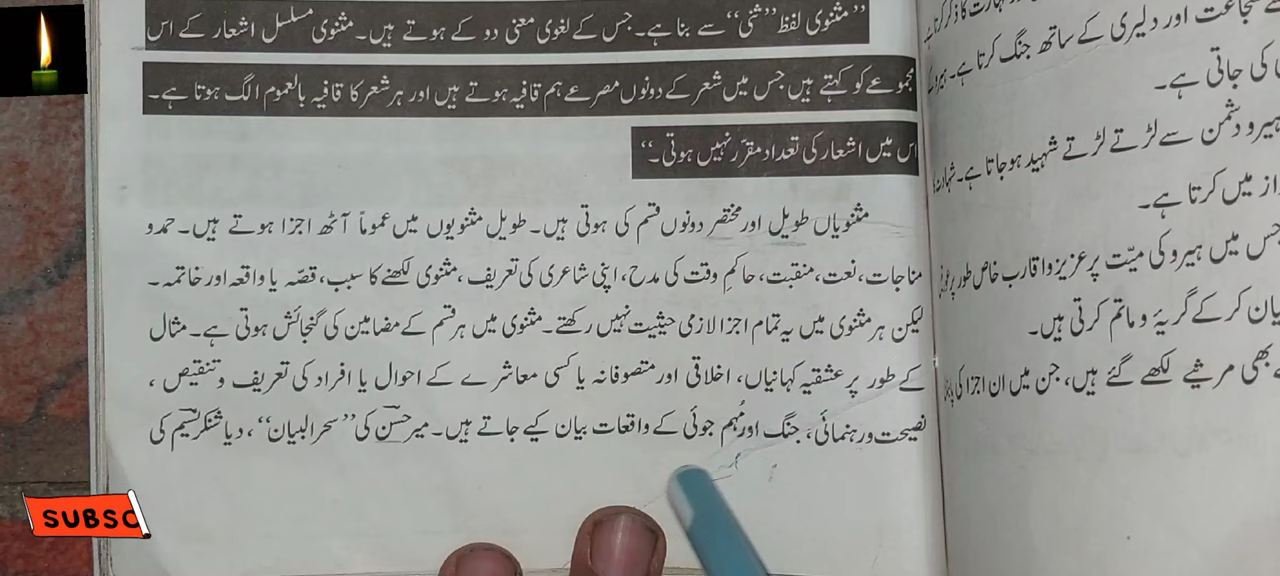 ”مثنوی لفظ ”مثنی“ سے بنا ہے۔ جس کے لغوی معنی دو کے ہوتے ہیں۔ مثنوی مسلسل اشعار کے اس
مجموعے کو کہتے ہیں جس میں شعر کے دونوں مصرعے ہم قافیہ ہوتے ہیں اور ہر شعر کا قافیہ بالعموم الگ ہوتا ہے۔
اس میں اشعار کی تعداد مقرّر نہیں ہوتی۔“
مثنویاں طویل اور مختصر دونوں قسم کی ہوتی ہیں۔ طویل مثنویوں میں عموماً آٹھ اجزا ہوتے ہیں۔ حمد و
مناجات، نعت، منقبت، حاکمِ وقت کی مدح، اپنی شاعری کی تعریف، مثنوی لکھنے کا سبب، قصّہ یا واقعہ اور خاتمہ۔
لیکن ہر مثنوی میں یہ تمام اجزا لازمی حیثیت نہیں رکھتے۔ مثنوی میں ہر قسم کے مضامین کی گنجائش ہوتی ہے۔ مثال
کے طور پر عشقیہ کہانیاں، اخلاقی اور متصوفانہ یا کسی معاشرے کے احوال یا افراد کی تعریف و تنقیص،
نصیحت و رہنمائی، جنگ اور مُہم جوئی کے واقعات بیان کیے جاتے ہیں۔ میر حسن کی ”سحر البیان“، دیا شنکر نسیم کی
شجاعت اور دلیری کے ساتھ جنگ کرتا ہے۔
کی جاتی ہے۔
ہیرو دشمن سے لڑتے لڑتے شہید ہو جاتا ہے۔
میں کرتا ہے۔
جس میں ہیرو کی میّت پر عزیز و اقارب خاص طور پر
کر کے گریہ و ماتم کرتی ہیں۔
بھی مرثیے لکھے گئے ہیں، جن میں ان اجزا کی
SUBSC